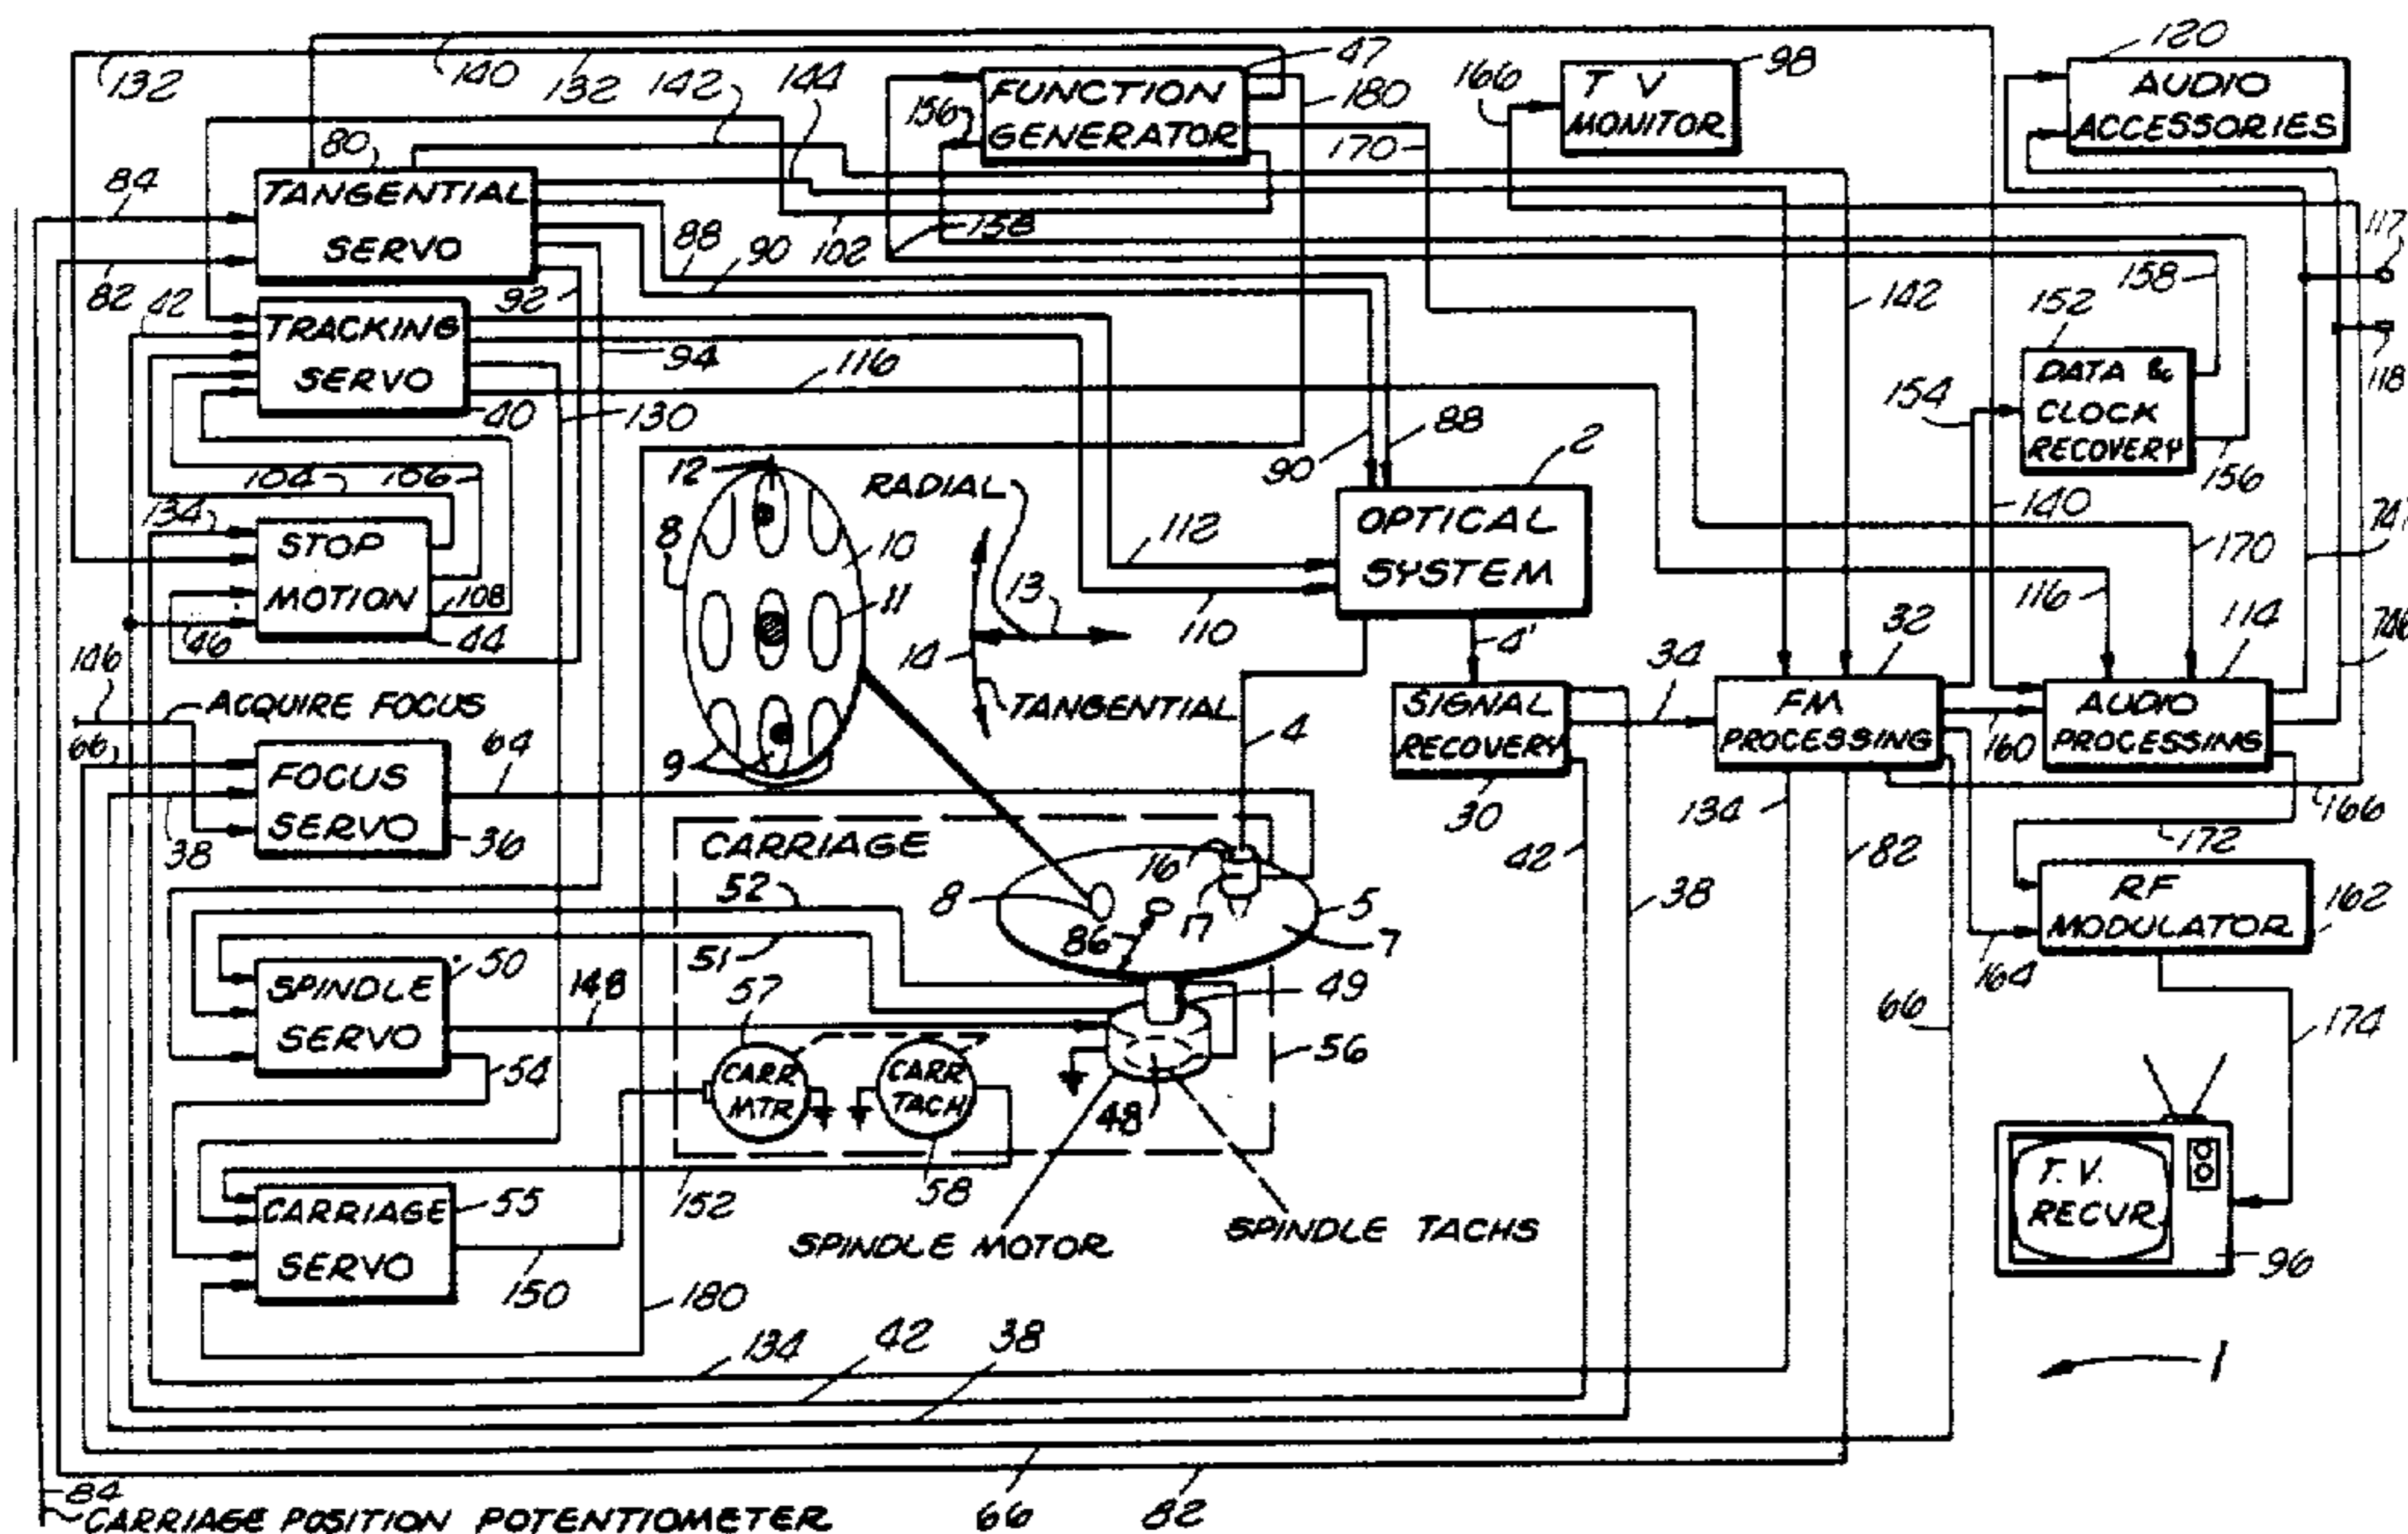 132
140
132
142
144
47
FUNCTION
GENERATOR
156
180
170
166
T V
MONITOR
98
120
AUDIO
ACCESSORIES
84
80
TANGENTIAL
SERVO
82
42
92
88
90
102
158
142
158
117
118
TRACKING
SERVO
40
94
130
116
152
DATA &
CLOCK
RECOVERY
154
156
104
106
134
STOP
MOTION
108
44
46
146
12
8
10
11
9
RADIAL
13
14
TANGENTIAL
112
110
90
88
2
OPTICAL
SYSTEM
4'
4
140
170
116
114
747
746
ACQUIRE FOCUS
66
FOCUS
SERVO
38
36
64
SIGNAL
RECOVERY
30
34
32
FM
PROCESSING
160
AUDIO
PROCESSING
134
82
166
172
CARRIAGE
16
17
52
8
86
5
7
42
38
RF
MODULATOR
162
164
51
50
SPINDLE
SERVO
148
54
57
49
56
CARR
MTR
CARR
TACH
48
66
174
152
58
55
CARRIAGE
SERVO
150
180
SPINDLE MOTOR
SPINDLE TACHS
T.V.
RECVR
96
134
42
38
1
84
CARRIAGE POSITION POTENTIOMETER
66
82